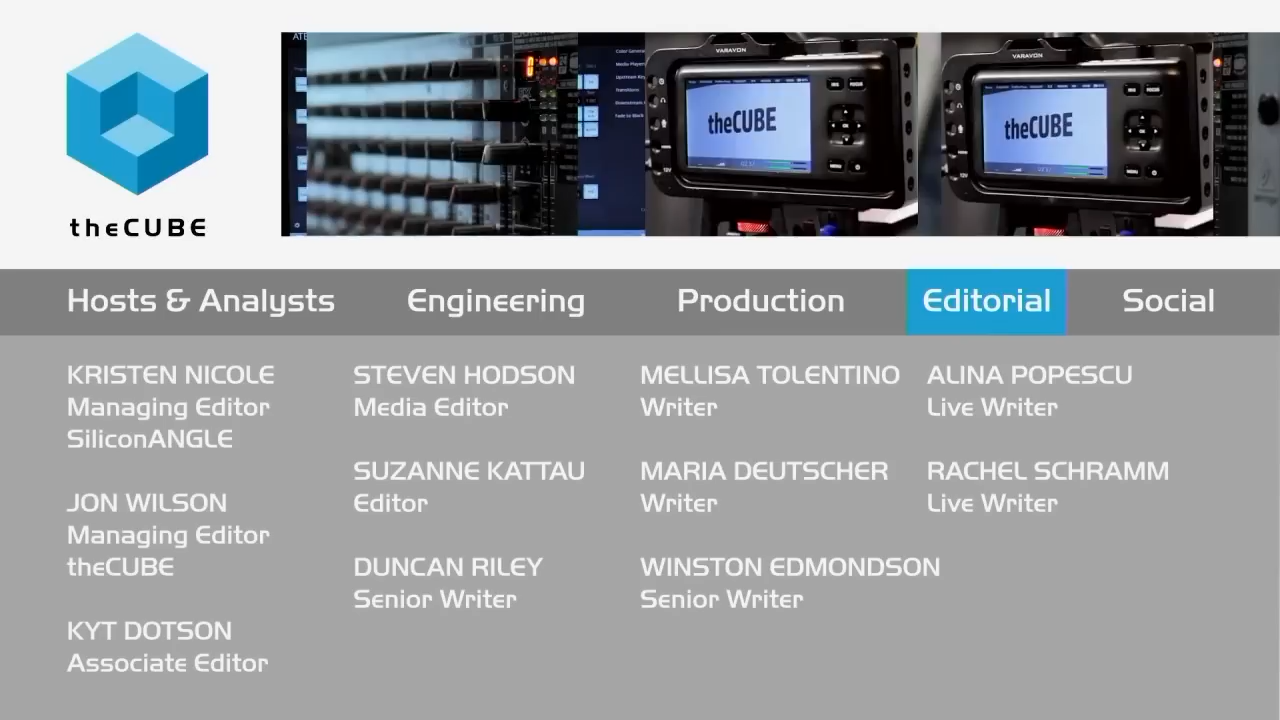 theCUBE
VARAVON
theCUBE
VARAVON
theCUBE
Hosts & Analysts
Engineering
Production
Editorial
Social
KRISTEN NICOLE
Managing Editor
SiliconANGLE
JON WILSON
Managing Editor
theCUBE
KYT DOTSON
Associate Editor
STEVEN HODSON
Media Editor
SUZANNE KATTAU
Editor
DUNCAN RILEY
Senior Writer
MELLISA TOLENTINO
Writer
MARIA DEUTSCHER
Writer
WINSTON EDMONDSON
Senior Writer
ALINA POPESCU
Live Writer
RACHEL SCHRAMM
Live Writer